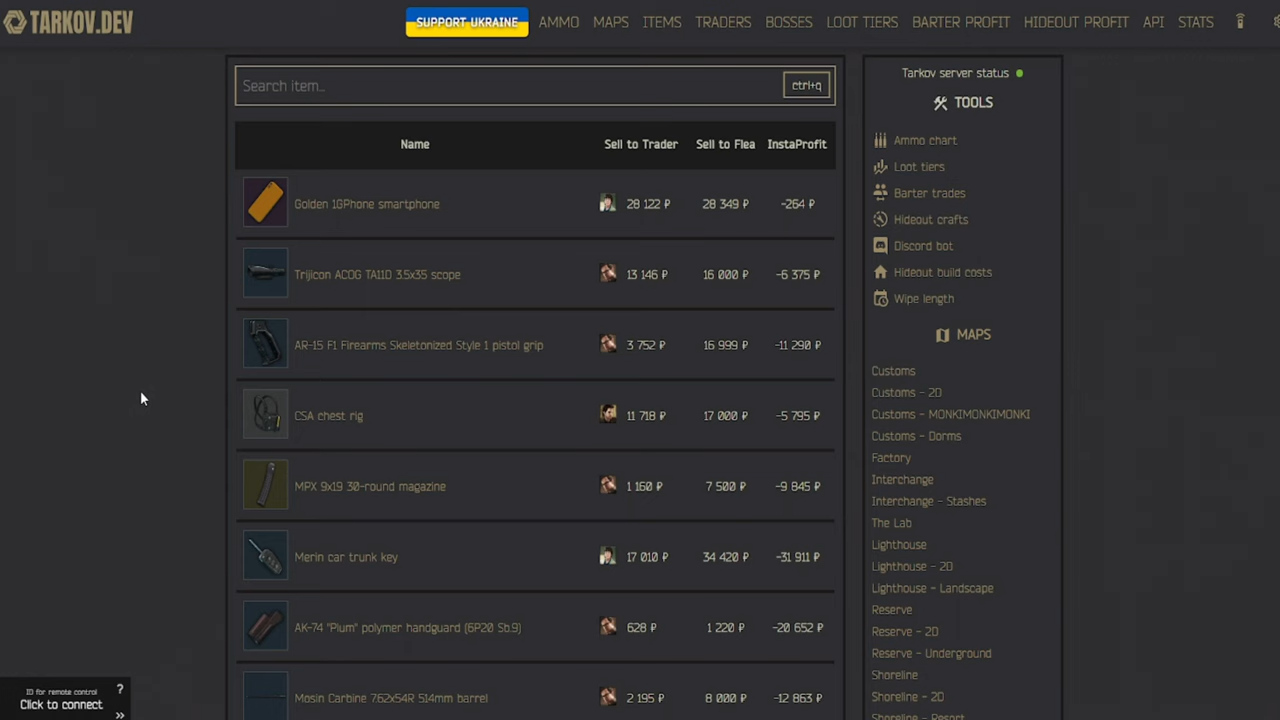 TARKOV.DEV
SUPPORT UKRAINE AMMO MAPS ITEMS TRADERS BOSSES LOOT TIERS BARTER PROFIT HIDEOUT PROFIT API STATS
Search item...
ctrl+q
Name Sell to Trader Sell to Flea InstaProfit
Golden 1GPhone smartphone 28 122 ₽ 28 349 ₽ -264 ₽
Trijicon ACOG TA11D 3.5x35 scope 13 146 ₽ 16 000 ₽ -6 375 ₽
AR-15 F1 Firearms Skeletonized Style 1 pistol grip 3 752 ₽ 16 999 ₽ -11 290 ₽
CSA chest rig 11 718 ₽ 17 000 ₽ -5 795 ₽
MPX 9x19 30-round magazine 1 160 ₽ 7 500 ₽ -9 845 ₽
Merin car trunk key 17 010 ₽ 34 420 ₽ -31 911 ₽
AK-74 "Plum" polymer handguard (6P20 Sb.9) 628 ₽ 1 220 ₽ -20 652 ₽
Mosin Carbine 7.62x54R 514mm barrel 2 195 ₽ 8 000 ₽ -12 863 ₽
Tarkov server status
TOOLS
Ammo chart
Loot tiers
Barter trades
Hideout crafts
Discord bot
Hideout build costs
Wipe length
MAPS
Customs
Customs - 2D
Customs - MONKIMONKIMONKI
Customs - Dorms
Factory
Interchange
Interchange - Stashes
The Lab
Lighthouse
Lighthouse - 2D
Lighthouse - Landscape
Reserve
Reserve - 2D
Reserve - Underground
Shoreline
Shoreline - 2D
Shoreline - Resort
ID for remote control ?
Click to connect
»